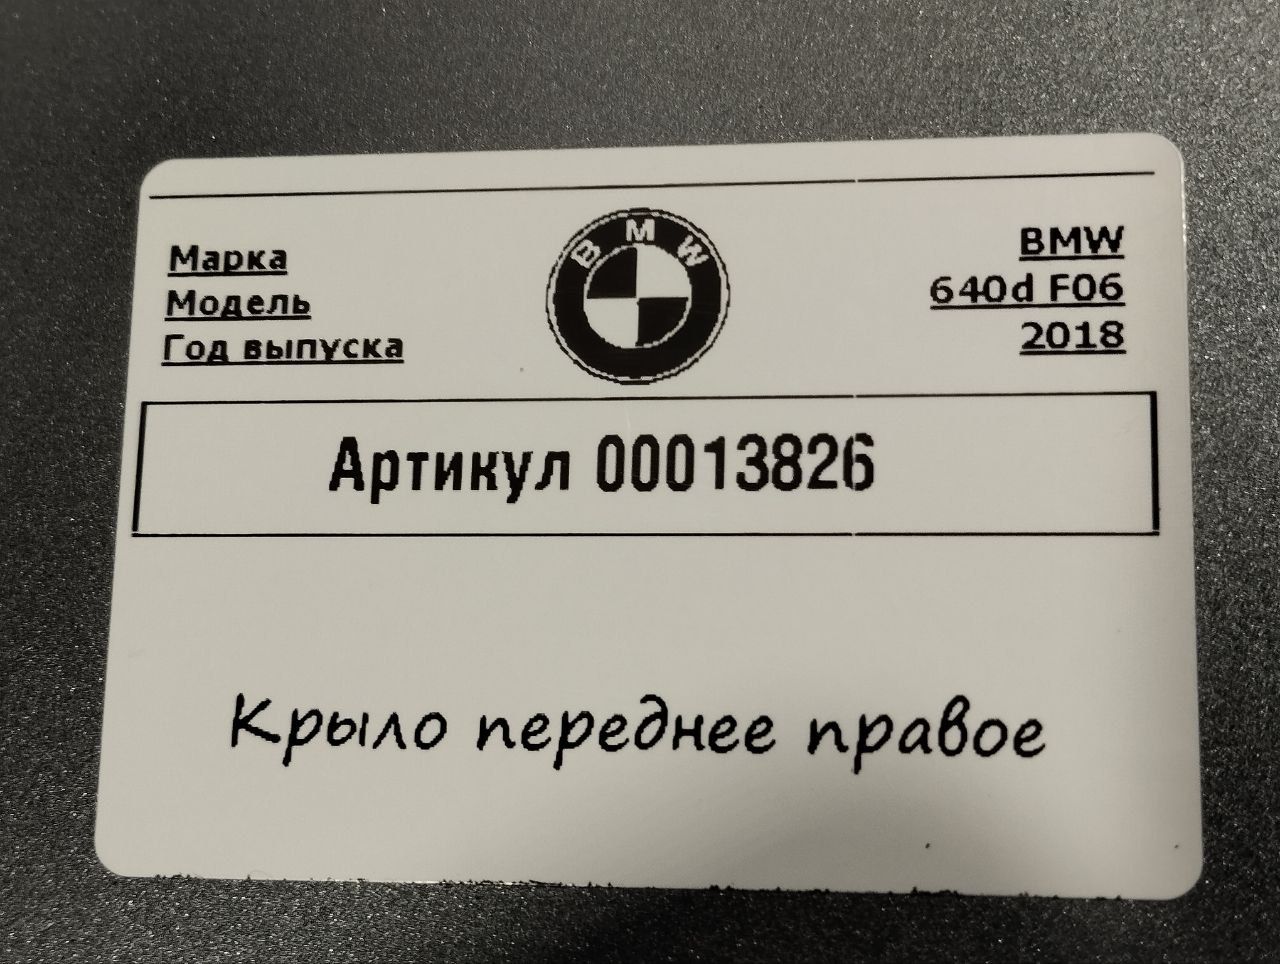 Марка BMW
Модель 640d F06
Год выпуска 2018
BMW
Артикул 00013826
Крыло переднее правое